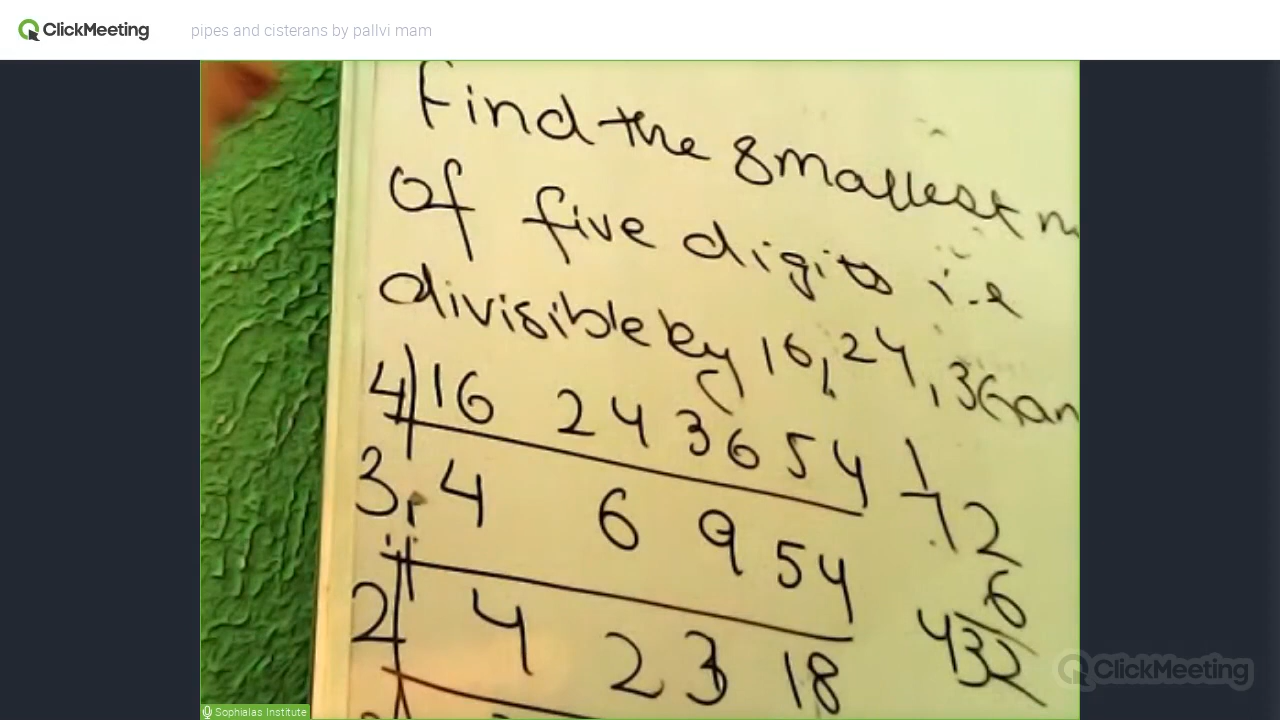 ClickMeeting
pipes and cisterans by pallvi mam
Find the smallest n
of five digits i.e
divisible by 16, 24, 36 an
4 16 24 36 54
3 4 6 9 54
2 4 2 3 18
1
72
6
432
ClickMeeting
Sophialas Institute